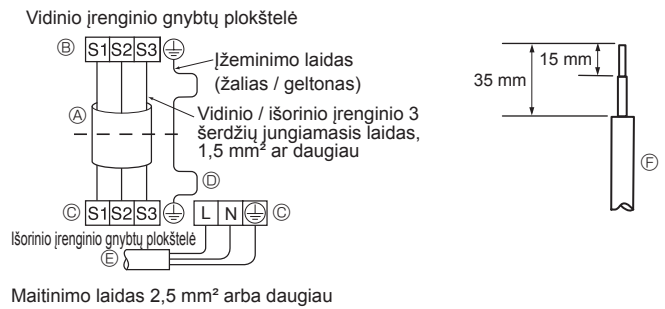 Vidinio įrenginio gnybtų plokštelė
Ⓑ S1 S2 S3
Įžeminimo laidas
(žalias / geltonas)
Ⓐ
Vidinio / išorinio įrenginio 3
šerdžių jungiamasis laidas,
1,5 mm² ar daugiau
Ⓓ
Ⓒ S1 S2 S3 L N Ⓒ
Išorinio įrenginio gnybtų plokštelė
Ⓔ
Maitinimo laidas 2,5 mm² arba daugiau
15 mm
35 mm
Ⓕ